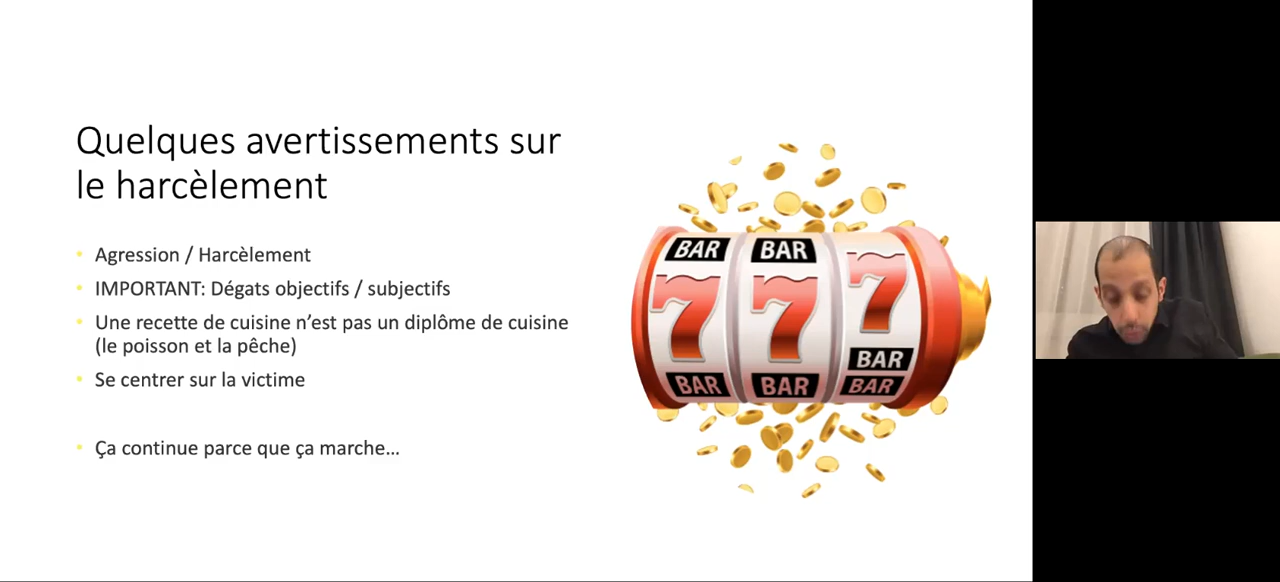 Quelques avertissements sur
le harcèlement
• Agression / Harcèlement
• IMPORTANT: Dégats objectifs / subjectifs
• Une recette de cuisine n’est pas un diplôme de cuisine
(le poisson et la pêche)
• Se centrer sur la victime
• Ça continue parce que ça marche…
BAR BAR
7 7 7
BAR
BAR BAR BAR